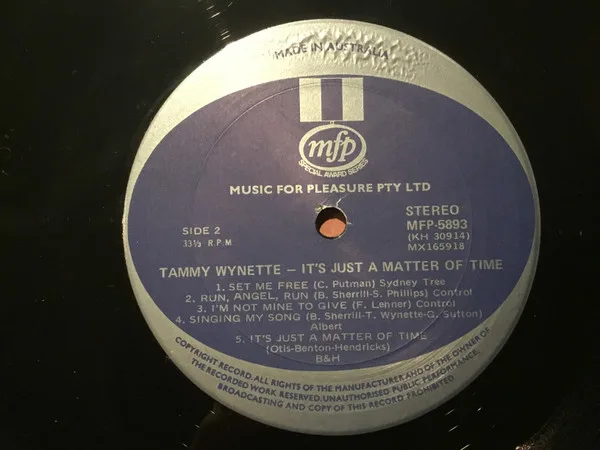 MADE IN AUSTRALIA
mfp
SPECIAL AWARD SERIES
MUSIC FOR PLEASURE PTY LTD
SIDE 2
33⅓ R.P.M
STEREO
MFP-5893
(KH 30914)
MX165918
TAMMY WYNETTE – IT'S JUST A MATTER OF TIME
1. SET ME FREE (C. Putman) Sydney Tree
2. RUN, ANGEL, RUN (B. Sherrill-S. Phillips) Control
3. I'M NOT MINE TO GIVE (F. Lehner) Control
4. SINGING MY SONG (B. Sherrill-T. Wynette-G. Sutton)
Albert
5. IT'S JUST A MATTER OF TIME
(Otis-Benton-Hendricks)
B&H
COPYRIGHT RECORD.ALL RIGHTS OF THE MANUFACTURER AND OF THE OWNER OF
THE RECORDED WORK RESERVED.UNAUTHORISED PUBLIC PERFORMANCE,
BROADCASTING AND COPY OF THIS RECORD PROHIBITED